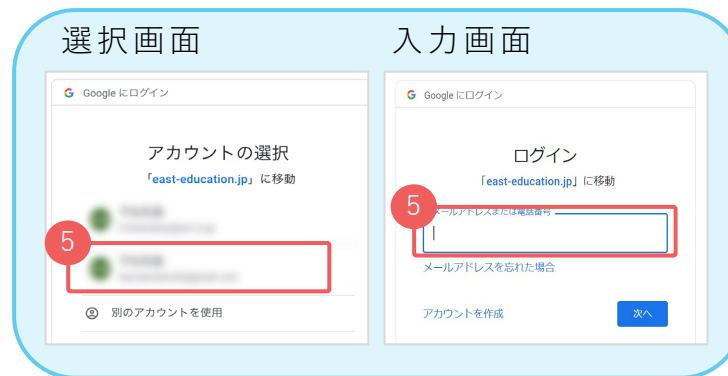 選択画面
Google にログイン
アカウントの選択
「east-education.jp」に移動
5
別のアカウントを使用
入力画面
Google にログイン
ログイン
「east-education.jp」に移動
5
メールアドレスまたは電話番号
メールアドレスを忘れた場合
アカウントを作成
次へ